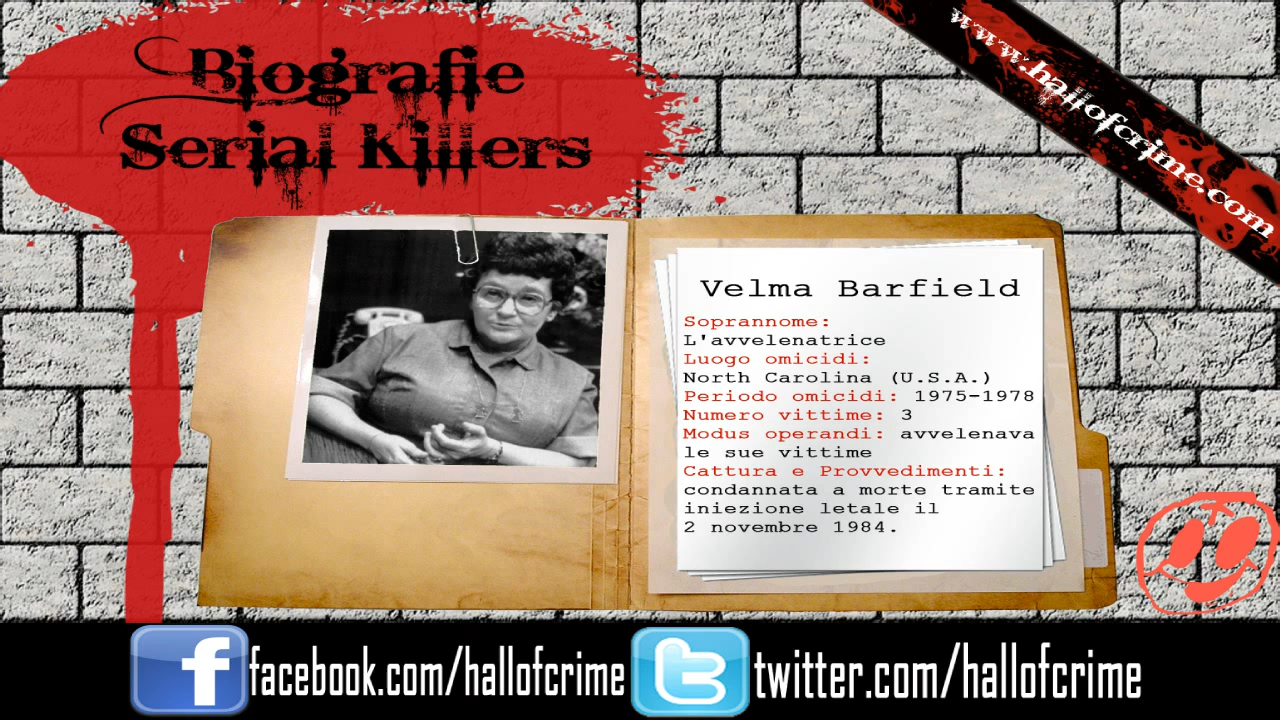 Biografie
Serial Killers
www.hallofcrime.com
Velma Barfield
Soprannome:
L'avvelenatrice
Luogo omicidi:
North Carolina (U.S.A.)
Periodo omicidi: 1975-1978
Numero vittime: 3
Modus operandi: avvelenava
le sue vittime
Cattura e Provvedimenti:
condannata a morte tramite
iniezione letale il
2 novembre 1984.
facebook.com/hallofcrime
twitter.com/hallofcrime